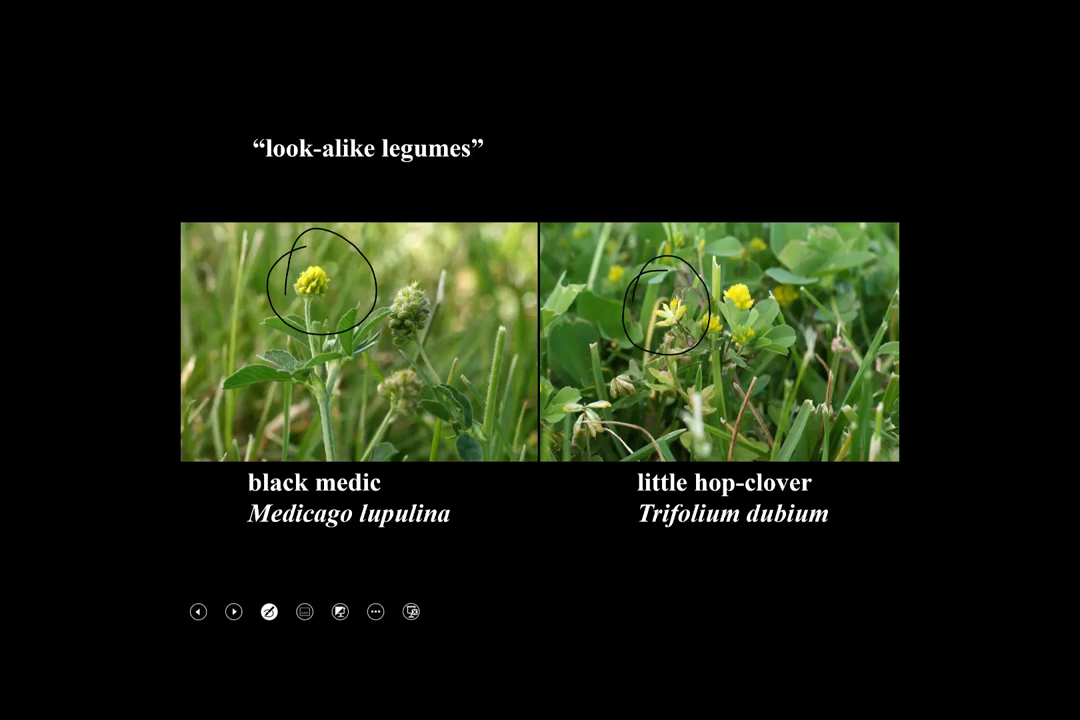 “look-alike legumes”
black medic
Medicago lupulina
little hop-clover
Trifolium dubium